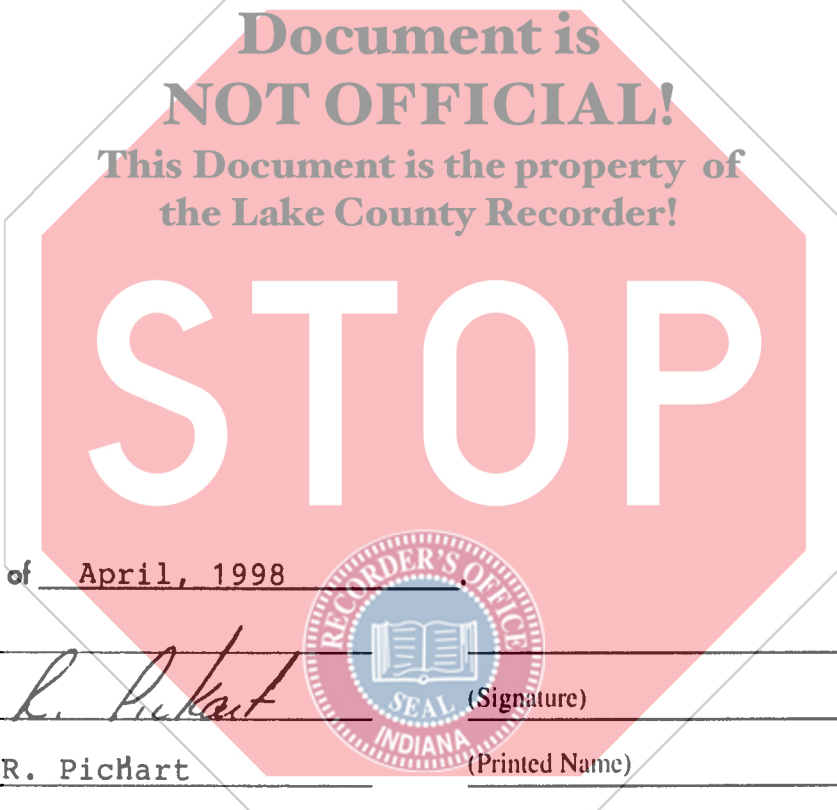 Document is
NOT OFFICIAL!
This Document is the property of
the Lake County Recorder!
STOP
of April, 1998 .
RECORDER'S OFFICE
SEAL
INDIANA
R. Pickart
(Signature)
R. PicHart
(Printed Name)